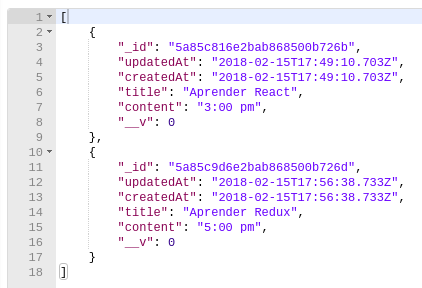 1 [
2 {
3 "_id": "5a85c816e2bab868500b726b",
4 "updatedAt": "2018-02-15T17:49:10.703Z",
5 "createdAt": "2018-02-15T17:49:10.703Z",
6 "title": "Aprender React",
7 "content": "3:00 pm",
8 "__v": 0
9 },
10 {
11 "_id": "5a85c9d6e2bab868500b726d",
12 "updatedAt": "2018-02-15T17:56:38.733Z",
13 "createdAt": "2018-02-15T17:56:38.733Z",
14 "title": "Aprender Redux",
15 "content": "5:00 pm",
16 "__v": 0
17 }
18 ]